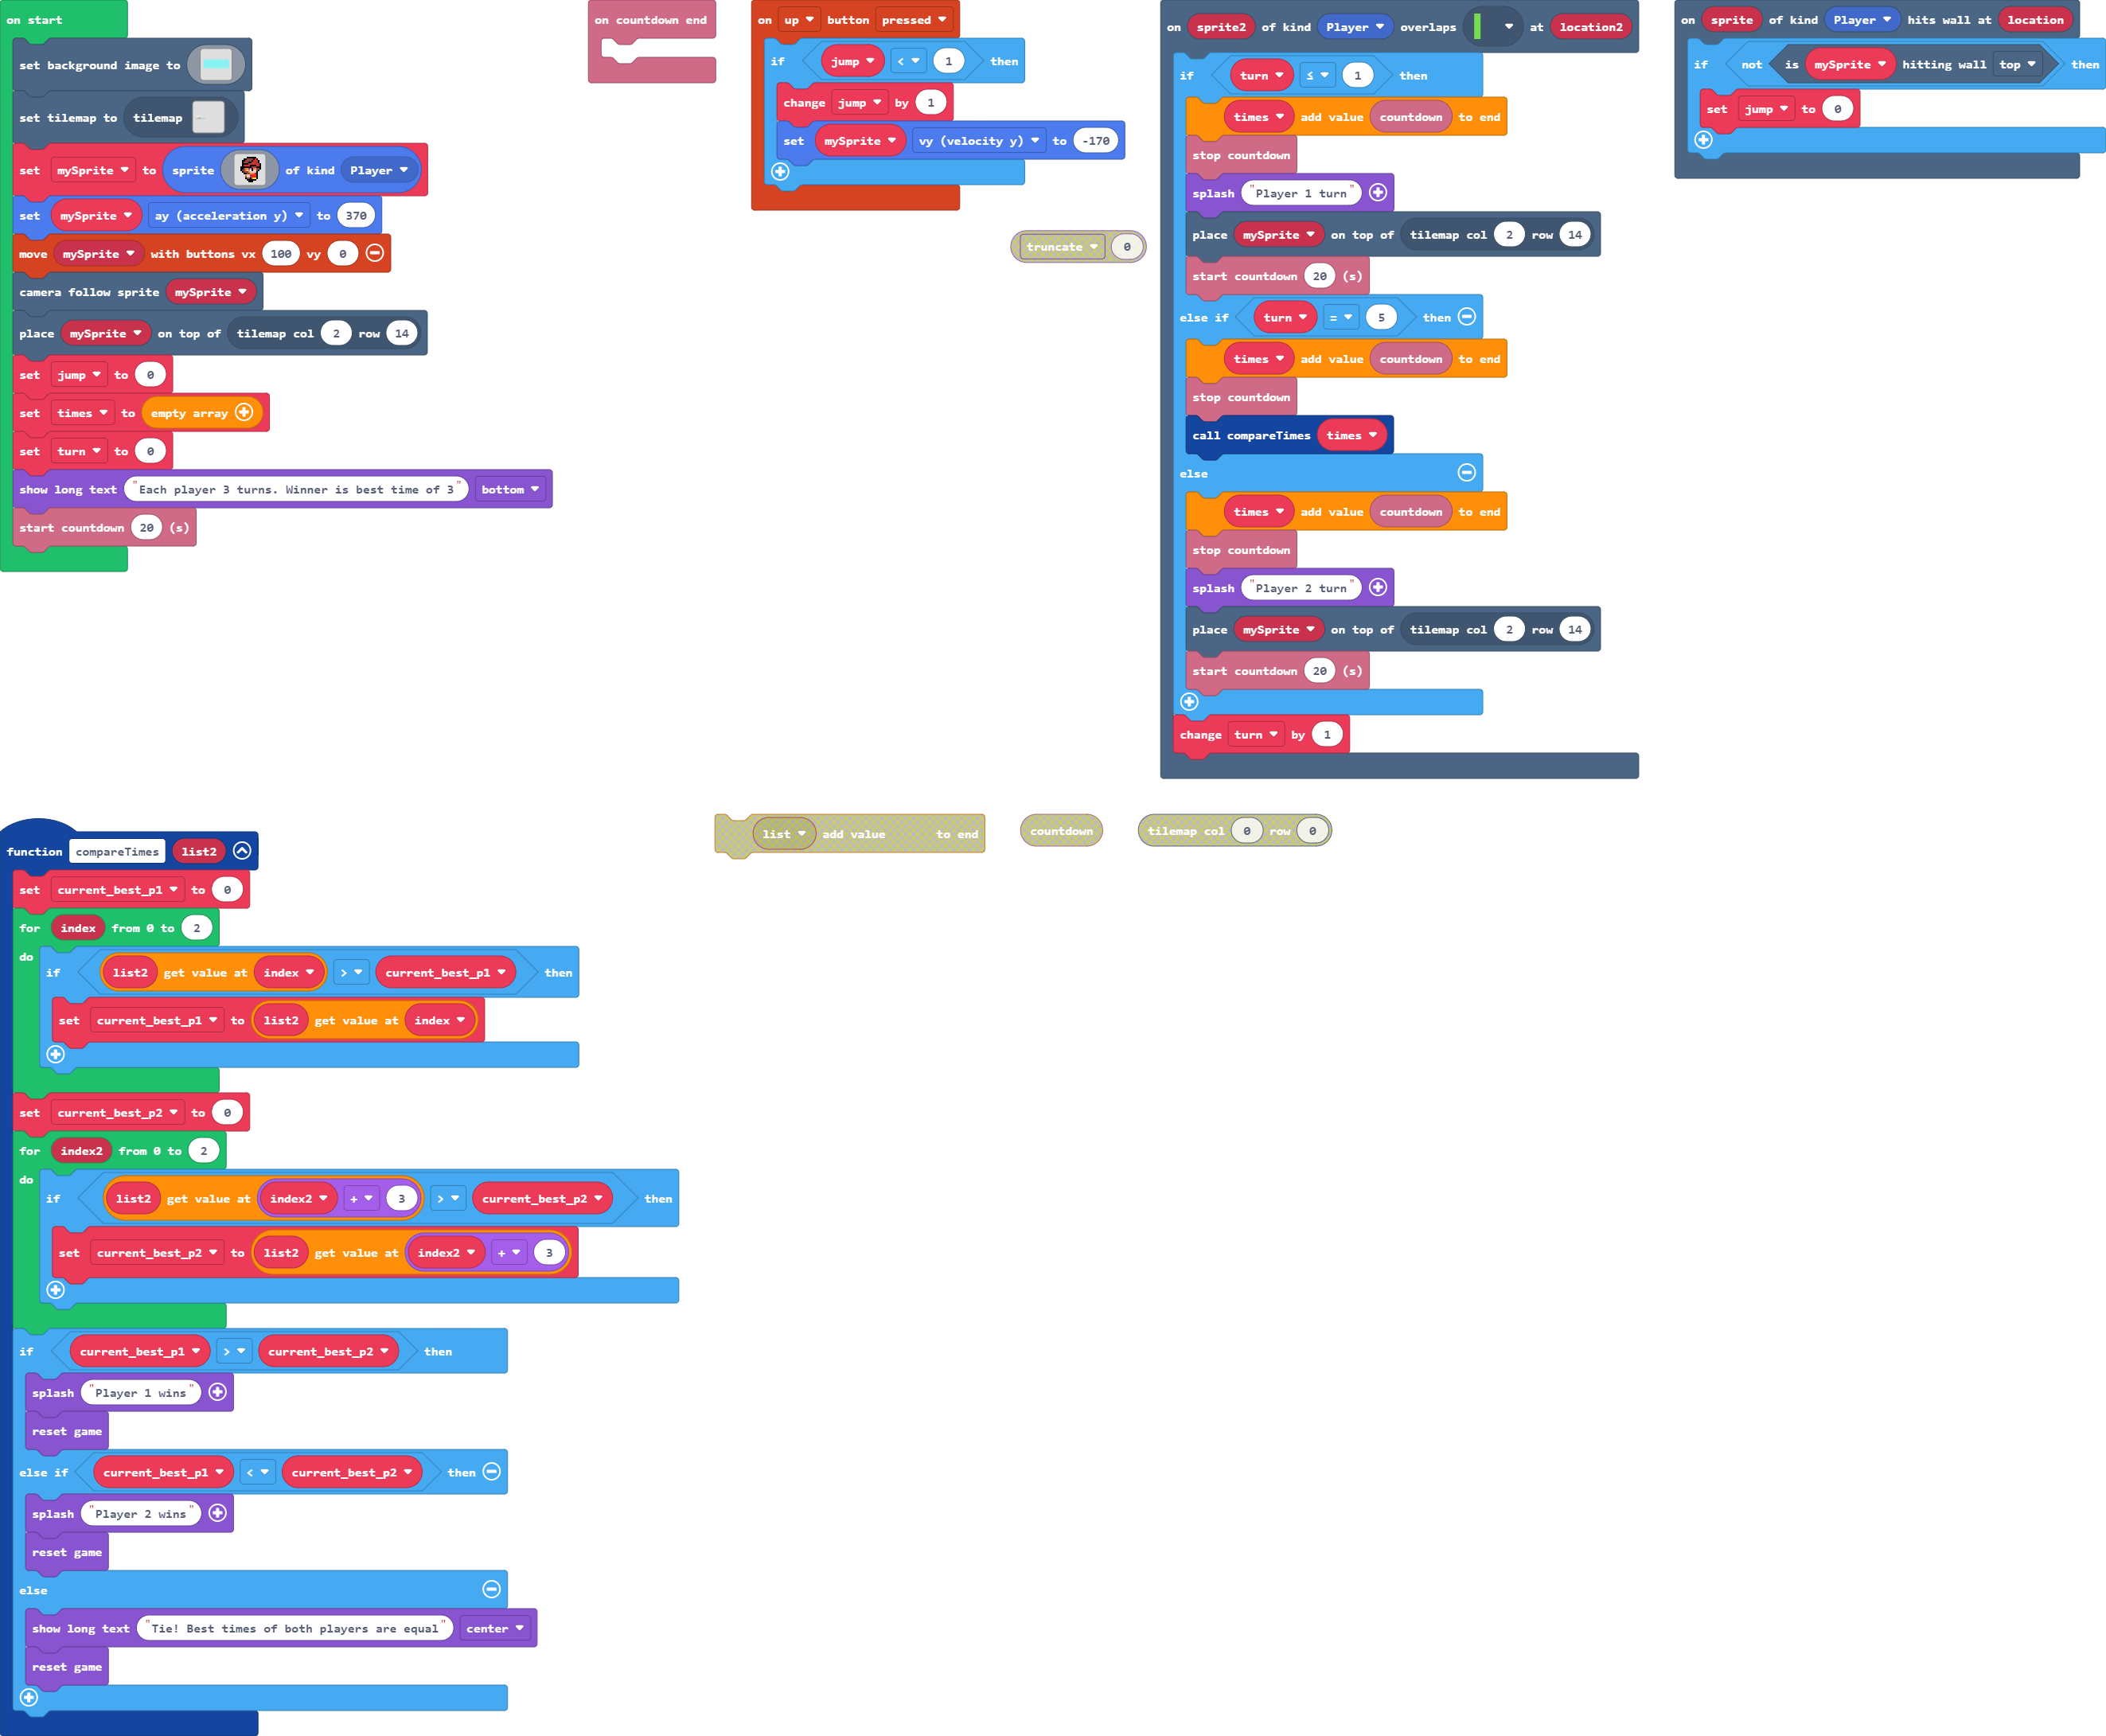 on start
set background image to
set tilemap to tilemap
set mySprite to sprite of kind Player
set mySprite ay (acceleration y) to 370
move mySprite with buttons vx 100 vy 0
camera follow sprite mySprite
place mySprite on top of tilemap col 2 row 14
set jump to 0
set times to empty array
set turn to 0
show long text "Each player 3 turns. Winner is best time of 3" bottom
start countdown 20 (s)
on countdown end
on up button pressed
if jump < 1 then
change jump by 1
set mySprite vy (velocity y) to -170
truncate 0
on sprite2 of kind Player overlaps at location2
if turn ≤ 1 then
times add value countdown to end
stop countdown
splash "Player 1 turn"
place mySprite on top of tilemap col 2 row 14
start countdown 20 (s)
else if turn = 5 then
times add value countdown to end
stop countdown
call compareTimes times
else
times add value countdown to end
stop countdown
splash "Player 2 turn"
place mySprite on top of tilemap col 2 row 14
start countdown 20 (s)
change turn by 1
on sprite of kind Player hits wall at location
if not is mySprite hitting wall top then
set jump to 0
function compareTimes list2
set current_best_p1 to 0
for index from 0 to 2
do if list2 get value at index > current_best_p1 then
set current_best_p1 to list2 get value at index
set current_best_p2 to 0
for index2 from 0 to 2
do if list2 get value at index2 + 3 > current_best_p2 then
set current_best_p2 to list2 get value at index2 + 3
if current_best_p1 > current_best_p2 then
splash "Player 1 wins"
reset game
else if current_best_p1 < current_best_p2 then
splash "Player 2 wins"
reset game
else
show long text "Tie! Best times of both players are equal" center
reset game
list add value to end
countdown
tilemap col 0 row 0